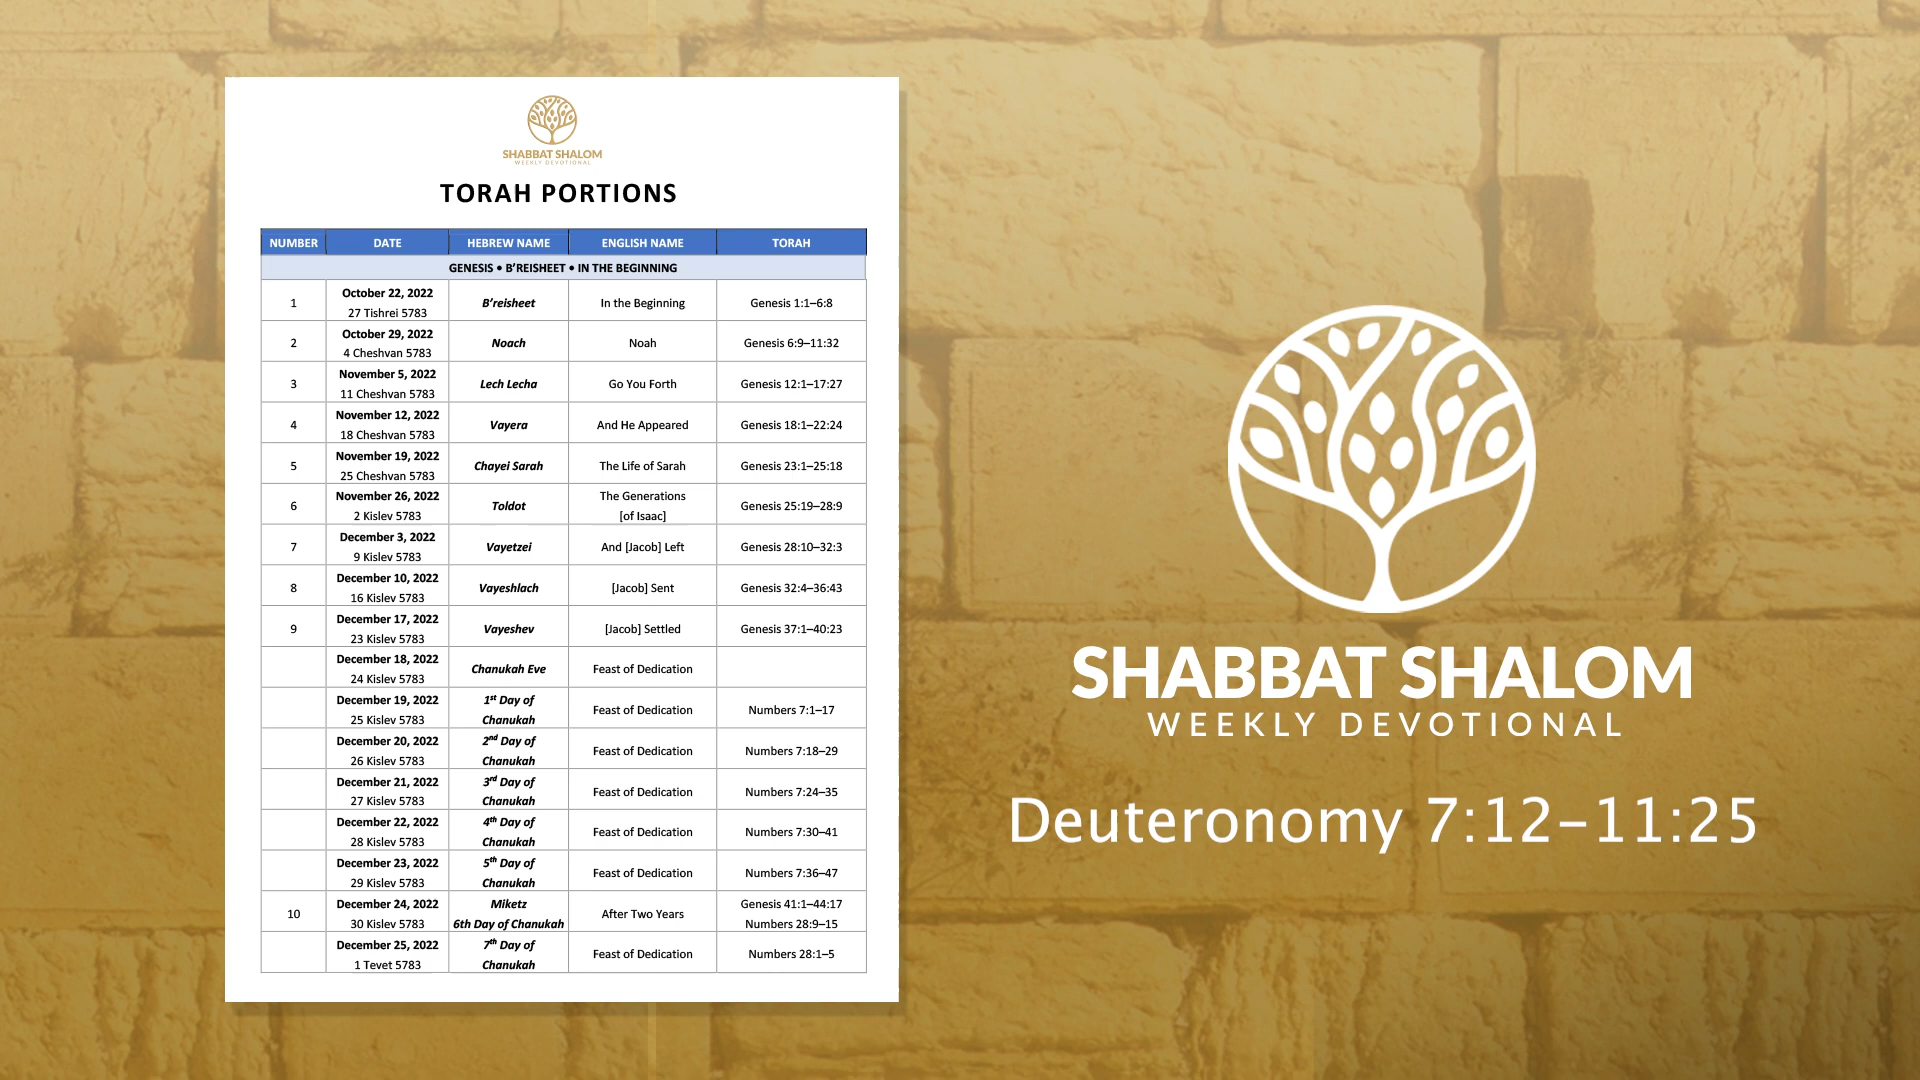 SHABBAT SHALOM
WEEKLY DEVOTIONAL
TORAH PORTIONS
NUMBER DATE HEBREW NAME ENGLISH NAME TORAH
GENESIS • B'REISHEET • IN THE BEGINNING
1 October 22, 2022 27 Tishrei 5783 B'reisheet In the Beginning Genesis 1:1–6:8
2 October 29, 2022 4 Cheshvan 5783 Noach Noah Genesis 6:9–11:32
3 November 5, 2022 11 Cheshvan 5783 Lech Lecha Go You Forth Genesis 12:1–17:27
4 November 12, 2022 18 Cheshvan 5783 Vayera And He Appeared Genesis 18:1–22:24
5 November 19, 2022 25 Cheshvan 5783 Chayei Sarah The Life of Sarah Genesis 23:1–25:18
6 November 26, 2022 2 Kislev 5783 Toldot The Generations [of Isaac] Genesis 25:19–28:9
7 December 3, 2022 9 Kislev 5783 Vayetzei And [Jacob] Left Genesis 28:10–32:3
8 December 10, 2022 16 Kislev 5783 Vayeshlach [Jacob] Sent Genesis 32:4–36:43
9 December 17, 2022 23 Kislev 5783 Vayeshev [Jacob] Settled Genesis 37:1–40:23
December 18, 2022 24 Kislev 5783 Chanukah Eve Feast of Dedication
December 19, 2022 25 Kislev 5783 1st Day of Chanukah Feast of Dedication Numbers 7:1–17
December 20, 2022 26 Kislev 5783 2nd Day of Chanukah Feast of Dedication Numbers 7:18–29
December 21, 2022 27 Kislev 5783 3rd Day of Chanukah Feast of Dedication Numbers 7:24–35
December 22, 2022 28 Kislev 5783 4th Day of Chanukah Feast of Dedication Numbers 7:30–41
December 23, 2022 29 Kislev 5783 5th Day of Chanukah Feast of Dedication Numbers 7:36–47
10 December 24, 2022 30 Kislev 5783 Miketz 6th Day of Chanukah After Two Years Genesis 41:1–44:17 Numbers 28:9–15
December 25, 2022 1 Tevet 5783 7th Day of Chanukah Feast of Dedication Numbers 28:1–5
SHABBAT SHALOM
WEEKLY DEVOTIONAL
Deuteronomy 7:12–11:25